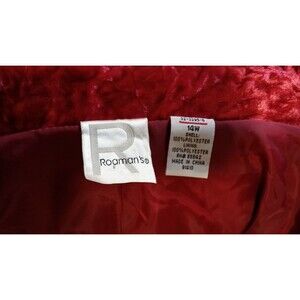 R
Roaman's®
14W
SHELL:
100%POLYESTER
LINING:
100%POLYESTER
MADE IN CHINA